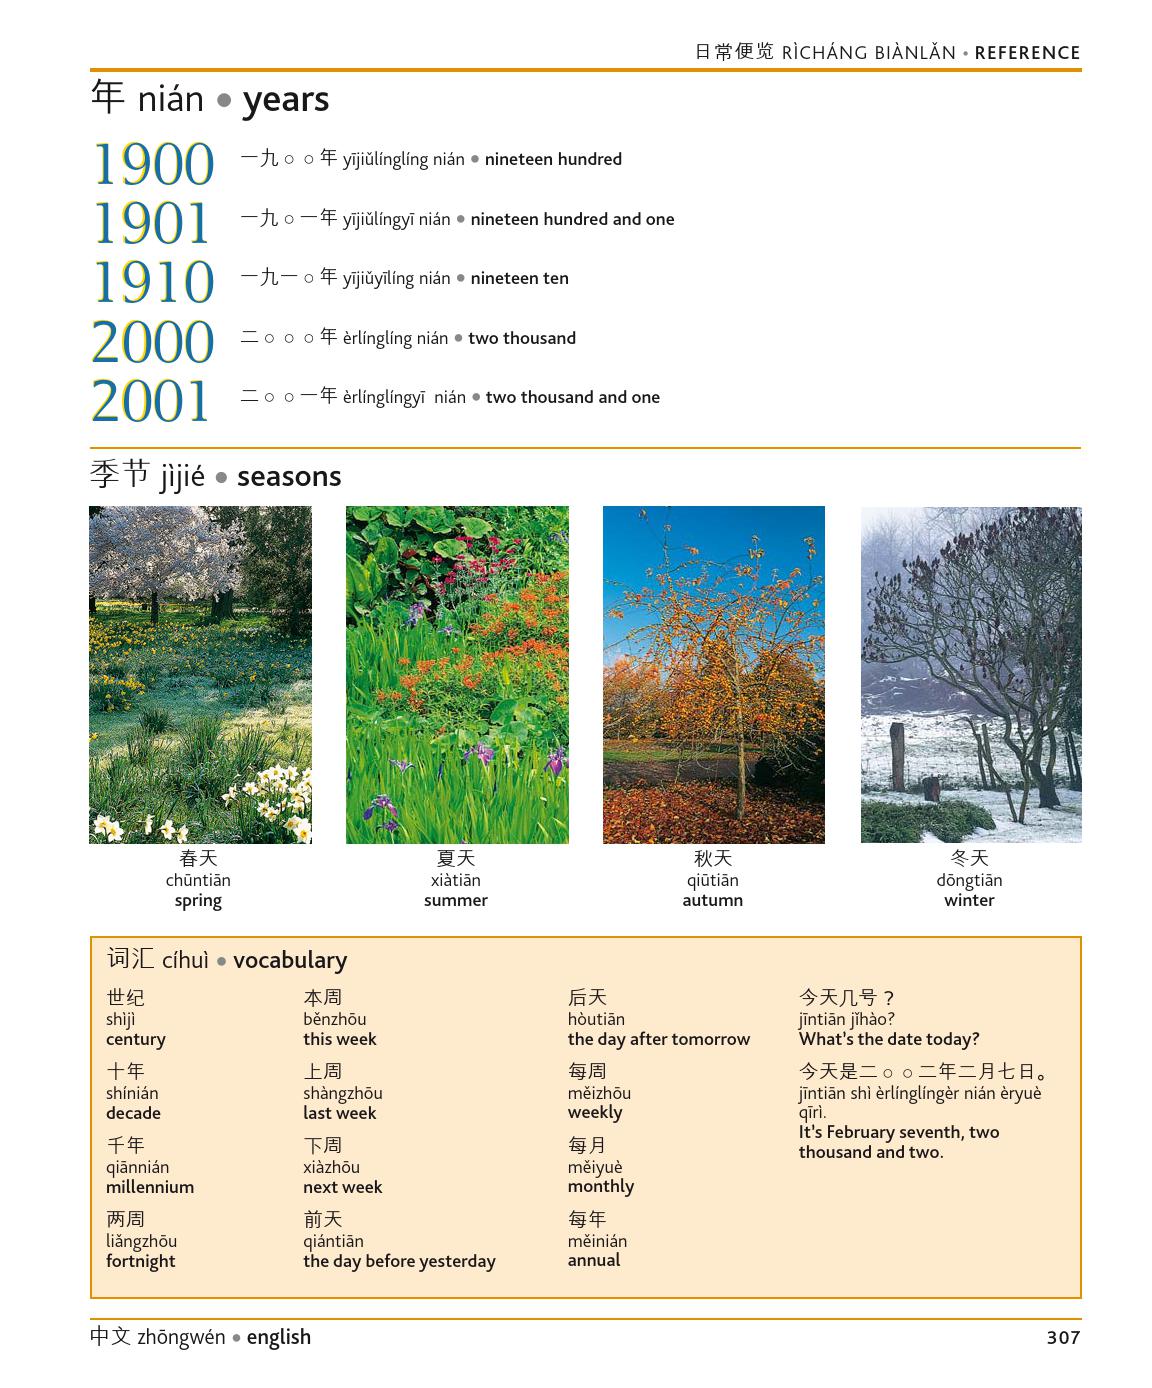 日常便览 RÌCHÁNG BIÀNLǍN • REFERENCE
年 nián • years
1900 一九○○年 yījiǔlínglíng nián • nineteen hundred
1901 一九○一年 yījiǔlíngyī nián • nineteen hundred and one
1910 一九一○年 yījiǔyīlíng nián • nineteen ten
2000 二○○○年 èrlínglíng nián • two thousand
2001 二○○一年 èrlínglíngyī nián • two thousand and one
季节 jìjié • seasons
春天
chūntiān
spring
夏天
xiàtiān
summer
秋天
qiūtiān
autumn
冬天
dōngtiān
winter
词汇 cíhuì • vocabulary
世纪
shìjì
century
十年
shínián
decade
千年
qiānnián
millennium
两周
liǎngzhōu
fortnight
本周
běnzhōu
this week
上周
shàngzhōu
last week
下周
xiàzhōu
next week
前天
qiántiān
the day before yesterday
后天
hòutiān
the day after tomorrow
每周
měizhōu
weekly
每月
měiyuè
monthly
每年
měinián
annual
今天几号？
jīntiān jǐhào?
What's the date today?
今天是二○○二年二月七日。
jīntiān shì èrlínglíngèr nián èryuè
qīrì.
It's February seventh, two
thousand and two.
中文 zhōngwén • english
307